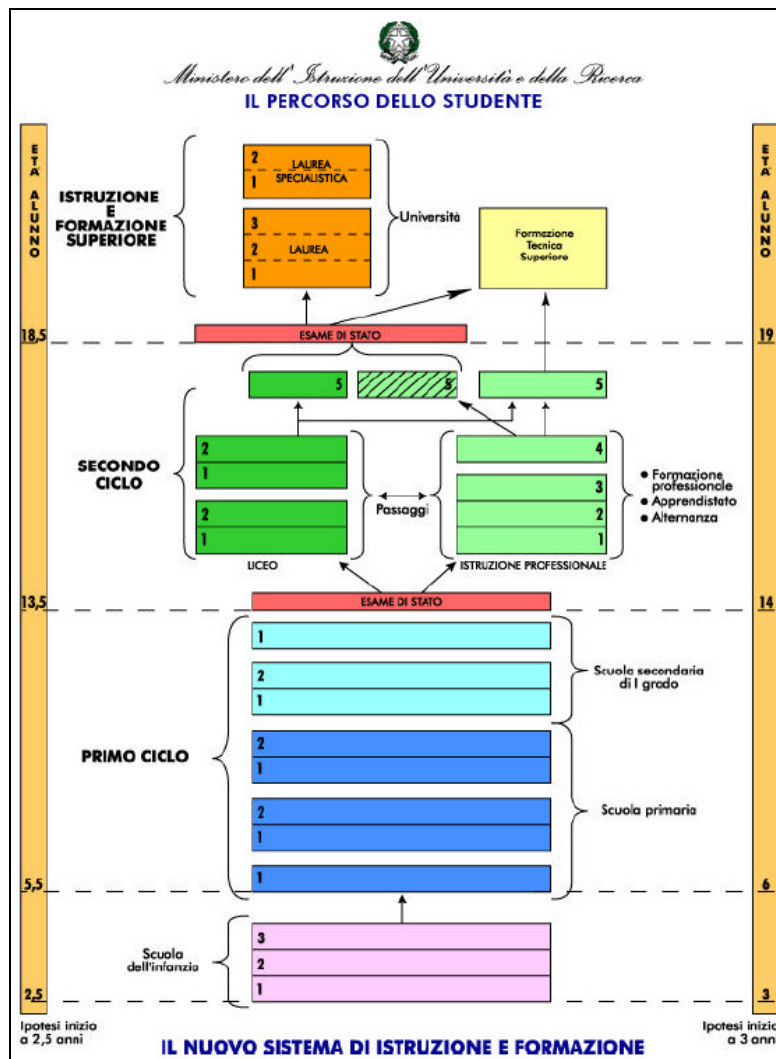 Ministero dell'Istruzione dell'Università e della Ricerca
IL PERCORSO DELLO STUDENTE
ETÀ ALUNNO
ETÀ ALUNNO
2
LAUREA
SPECIALISTICA
1
ISTRUZIONE
E
FORMAZIONE
SUPERIORE
3
2
LAUREA
1
Università
Formazione
Tecnica
Superiore
18,5
ESAME DI STATO
19
5
5
5
SECONDO
CICLO
2
1
2
1
LICEO
Passaggi
4
3
2
1
ISTRUZIONE PROFESSIONALE
• Formazione
professionale
• Apprendistato
• Alternanza
13,5
ESAME DI STATO
14
PRIMO CICLO
1
2
1
Scuola secondaria
di I grado
2
1
2
1
1
Scuola primaria
5,5
6
Scuola
dell'infanzia
3
2
1
2,5
3
Ipotesi inizio
a 2,5 anni
Ipotesi inizio
a 3 anni
IL NUOVO SISTEMA DI ISTRUZIONE E FORMAZIONE